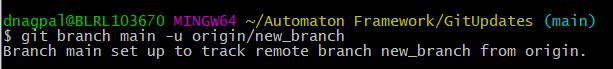 dnagpal@BLRL103670 MINGW64 ~/Automaton Framework/GitUpdates (main)
$ git branch main -u origin/new_branch
Branch main set up to track remote branch new_branch from origin.